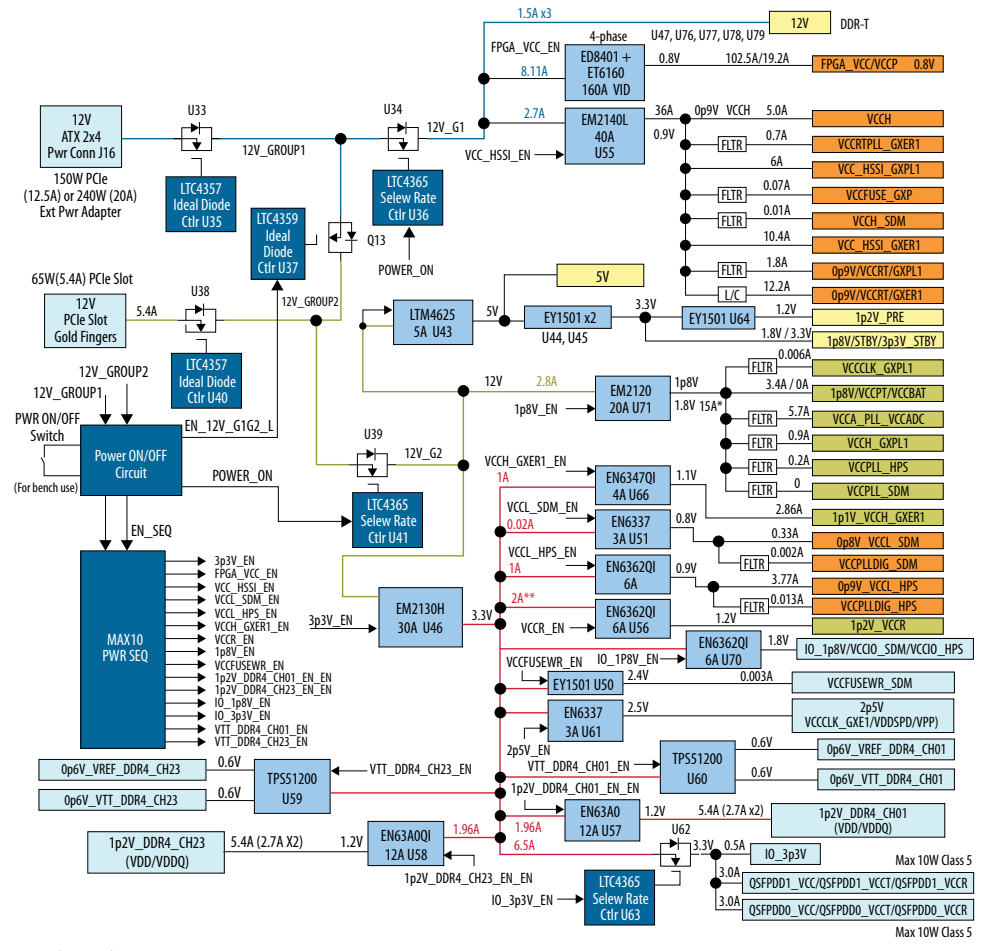 1.5A x3
12V
DDR-T
4-phase
U47, U76, U77, U78, U79
FPGA_VCC_EN
ED8401 +
ET6160
160A VID
0.8V
102.5A/19.2A
FPGA_VCC/VCCP 0.8V
8.11A
12V
ATX 2x4
Pwr Conn J16
150W PCIe
(12.5A) or 240W (20A)
Ext Pwr Adapter
U33
U34
12V_GROUP1
12V_G1
2.7A
EM2140L
40A
U55
VCC_HSSI_EN
36A
0.9V
0p9V VCCH
5.0A
VCCH
FLTR
0.7A
VCCRTPLL_GXER1
6A
VCC_HSSI_GXPL1
FLTR
0.07A
VCCFUSE_GXP
FLTR
0.01A
VCCH_SDM
10.4A
VCC_HSSI_GXER1
FLTR
1.8A
0p9V/VCCRT/GXPL1
L/C
12.2A
0p9V/VCCRT/GXER1
LTC4357
Ideal Diode
Ctlr U35
LTC4359
Ideal
Diode
Ctlr U37
Q13
LTC4365
Selew Rate
Ctlr U36
POWER_ON
65W(5.4A) PCIe Slot
12V
PCIe Slot
Gold Fingers
5.4A
U38
12V_GROUP2
LTC4357
Ideal Diode
Ctlr U40
LTM4625
5A U43
5V
5V
EY1501 x2
U44, U45
3.3V
EY1501 U64
1.2V
1p2V_PRE
1.8V / 3.3V
1p8V/STBY/3p3V_STBY
12V
2.8A
1p8V_EN
EM2120
20A U71
1p8V
1.8V 15A*
FLTR
0.006A
VCCCLK_GXPL1
3.4A / 0A
1p8V/VCCPT/VCCBAT
FLTR
5.7A
VCCA_PLL_VCCADC
FLTR
0.9A
VCCH_GXPL1
FLTR
0.2A
VCCPLL_HPS
FLTR
0
VCCPLL_SDM
12V_GROUP2
12V_GROUP1
PWR ON/OFF
Switch
(For bench use)
Power ON/OFF
Circuit
EN_12V_G1G2_L
POWER_ON
EN_SEQ
U39
12V_G2
LTC4365
Selew Rate
Ctlr U41
VCCH_GXER1_EN
1A
EN6347QI
4A U66
1.1V
2.86A
1p1V_VCCH_GXER1
VCCL_SDM_EN
0.02A
EN6337
3A U51
0.8V
0.33A
0p8V_VCCL_SDM
FLTR
0.002A
VCCPLLDIG_SDM
VCCL_HPS_EN
1A
EN6362QI
6A
0.9V
3.77A
0p9V_VCCL_HPS
FLTR
0.013A
VCCPLLDIG_HPS
2A**
VCCR_EN
EN6362QI
6A U56
1.2V
1p2V_VCCR
IO_1P8V_EN
EN6362QI
6A U70
1.8V
IO_1p8V/VCCIO_SDM/VCCIO_HPS
3p3V_EN
EM2130H
30A U46
3.3V
VCCFUSEWR_EN
EY1501 U50
2.4V
0.003A
VCCFUSEWR_SDM
2p5V_EN
EN6337
3A U61
2.5V
2p5V
VCCCLK_GXE1/VDDSPD/VPP)
MAX10
PWR SEQ
3p3V_EN
FPGA_VCC_EN
VCC_HSSI_EN
VCCL_SDM_EN
VCCL_HPS_EN
VCCH_GXER1_EN
VCCR_EN
1p8V_EN
VCCFUSEWR_EN
1p2V_DDR4_CH01_EN_EN
1p2V_DDR4_CH23_EN_EN
IO_1p8V_EN
IO_3p3V_EN
VTT_DDR4_CH01_EN
VTT_DDR4_CH23_EN
VTT_DDR4_CH01_EN
TPS51200
U60
0.6V
0p6V_VREF_DDR4_CH01
0.6V
0p6V_VTT_DDR4_CH01
0p6V_VREF_DDR4_CH23
0.6V
0p6V_VTT_DDR4_CH23
0.6V
TPS51200
U59
VTT_DDR4_CH23_EN
1p2V_DDR4_CH01_EN_EN
1.96A
EN63A0
12A U57
1.2V
5.4A (2.7A x2)
1p2V_DDR4_CH01
(VDD/VDDQ)
1p2V_DDR4_CH23
(VDD/VDDQ)
5.4A (2.7A X2)
1.2V
EN63A0QI
12A U58
1.96A
1p2V_DDR4_CH23_EN_EN
6.5A
U62
3.3V
0.5A
IO_3p3V
IO_3p3V_EN
LTC4365
Selew Rate
Ctlr U63
Max 10W Class 5
3.0A
QSFPDD1_VCC/QSFPDD1_VCCT/QSFPDD1_VCCR
3.0A
QSFPDD0_VCC/QSFPDD0_VCCT/QSFPDD0_VCCR
Max 10W Class 5